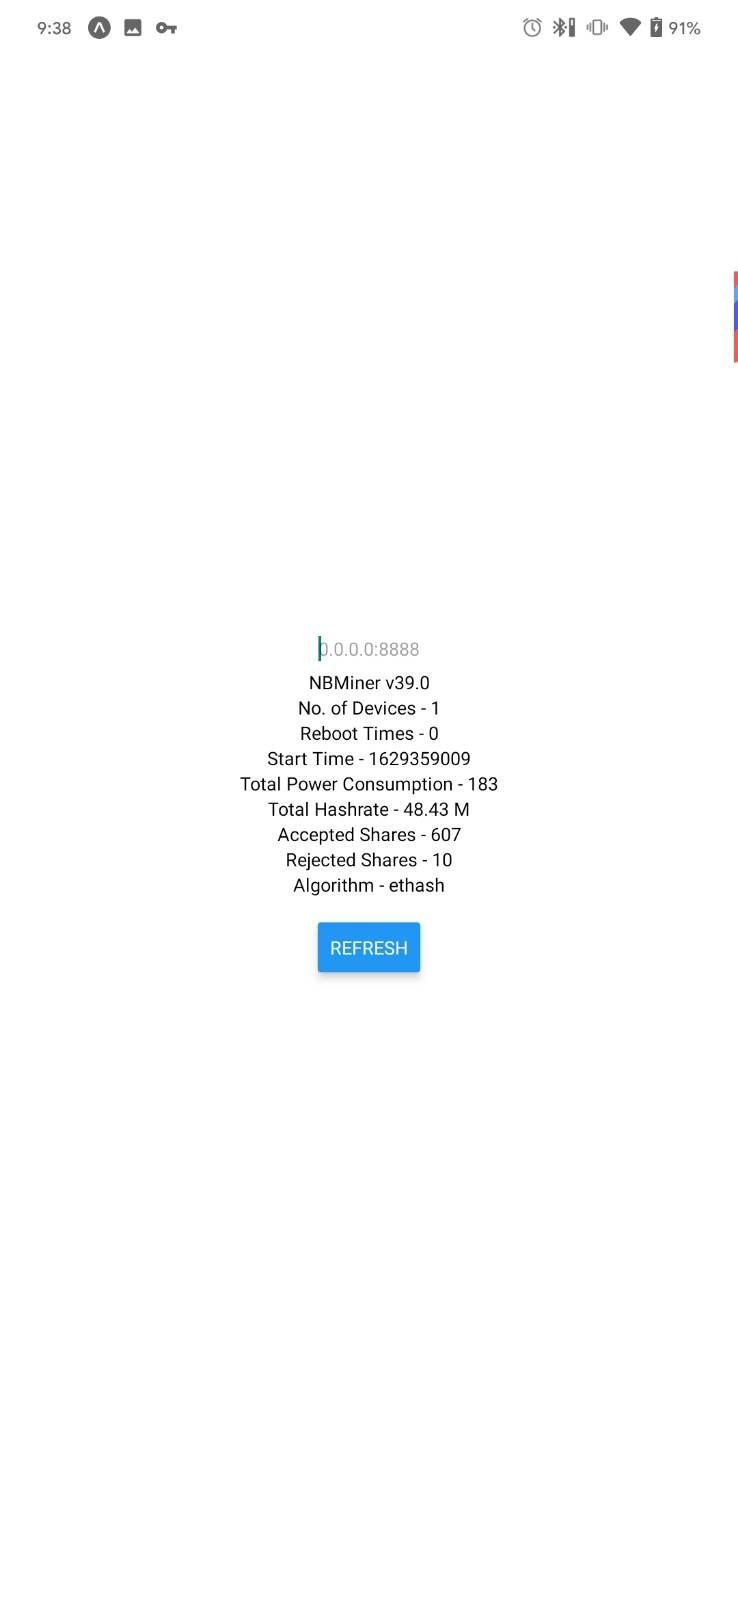 9:38
91%
0.0.0.0:8888
NBMiner v39.0
No. of Devices - 1
Reboot Times - 0
Start Time - 1629359009
Total Power Consumption - 183
Total Hashrate - 48.43 M
Accepted Shares - 607
Rejected Shares - 10
Algorithm - ethash
REFRESH